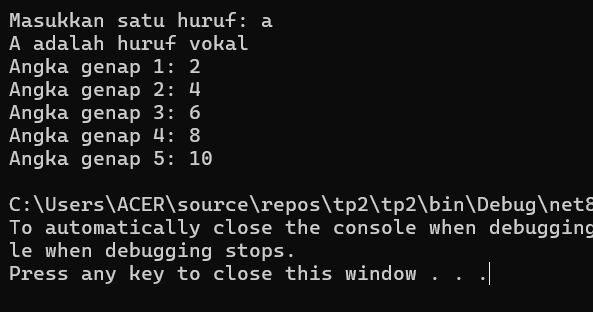 Masukkan satu huruf: a
A adalah huruf vokal
Angka genap 1: 2
Angka genap 2: 4
Angka genap 3: 6
Angka genap 4: 8
Angka genap 5: 10
C:\Users\ACER\source\repos\tp2\tp2\bin\Debug\net8
To automatically close the console when debugging
le when debugging stops.
Press any key to close this window . . .